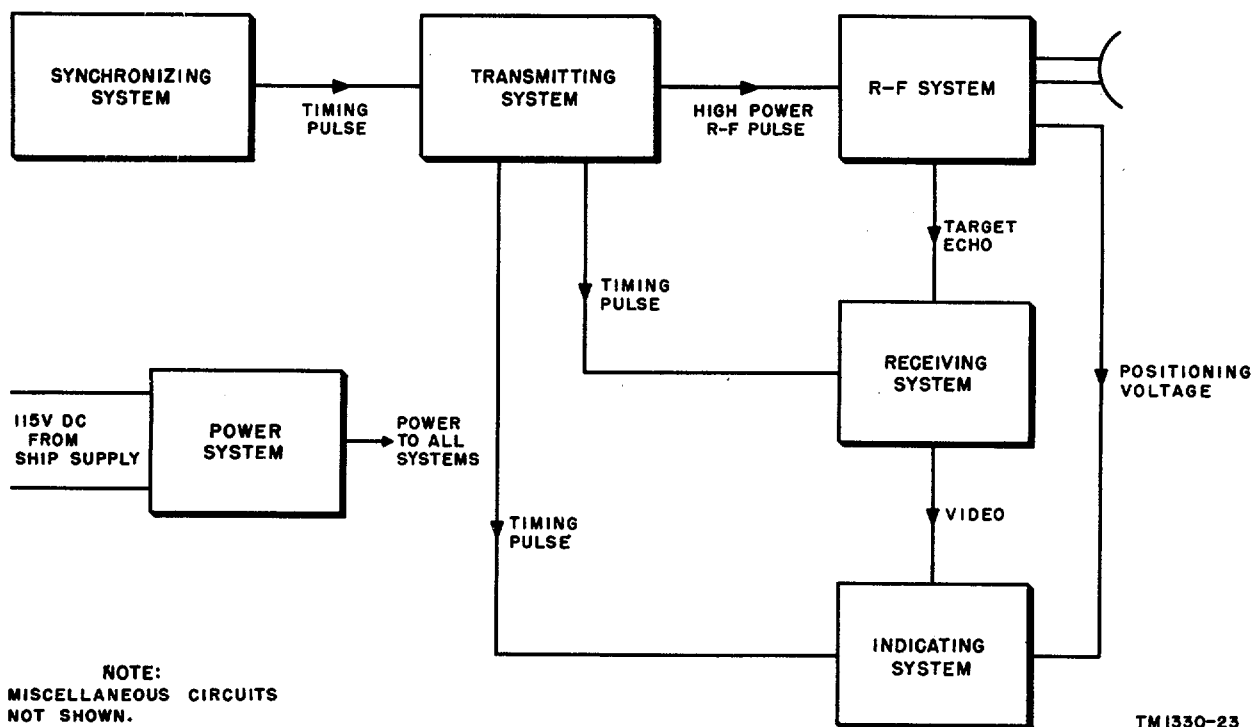 SYNCHRONIZING
SYSTEM
TIMING
PULSE
TRANSMITTING
SYSTEM
HIGH POWER
R-F PULSE
R-F SYSTEM
TARGET
ECHO
TIMING
PULSE
RECEIVING
SYSTEM
POSITIONING
VOLTAGE
115V DC
FROM
SHIP SUPPLY
POWER
SYSTEM
POWER
TO ALL
SYSTEMS
TIMING
PULSE
VIDEO
INDICATING
SYSTEM
NOTE:
MISCELLANEOUS CIRCUITS
NOT SHOWN.
TM1330-23